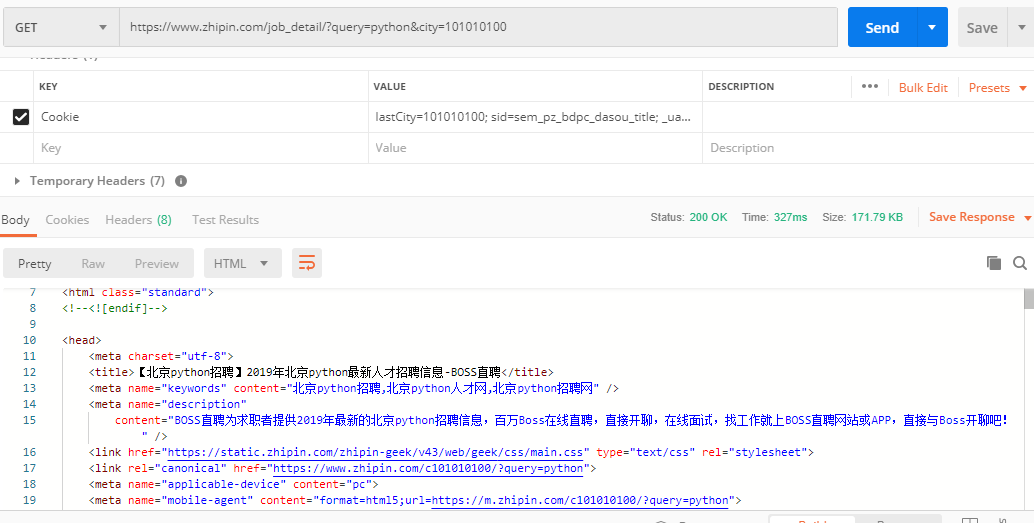 GET https://www.zhipin.com/job_detail/?query=python&city=101010100 Send Save
KEY VALUE DESCRIPTION ••• Bulk Edit Presets
Cookie lastCity=101010100; sid=sem_pz_bdpc_dasou_title; _ua...
Key Value Description
Temporary Headers (7)
Body Cookies Headers (8) Test Results Status: 200 OK Time: 327ms Size: 171.79 KB Save Response
Pretty Raw Preview HTML
7 <html class="standard">
8 <!--<![endif]-->
9
10 <head>
11 <meta charset="utf-8">
12 <title>【北京python招聘】2019年北京python最新人才招聘信息-BOSS直聘</title>
13 <meta name="keywords" content="北京python招聘,北京python人才网,北京python招聘网" />
14 <meta name="description"
15 content="BOSS直聘为求职者提供2019年最新的北京python招聘信息，百万Boss在线直聘，直接开聊，在线面试，找工作就上BOSS直聘网站或APP，直接与Boss开聊吧！
" />
16 <link href="https://static.zhipin.com/zhipin-geek/v43/web/geek/css/main.css" type="text/css" rel="stylesheet">
17 <link rel="canonical" href="https://www.zhipin.com/c101010100/?query=python">
18 <meta name="applicable-device" content="pc">
19 <meta name="mobile-agent" content="format=html5;url=https://m.zhipin.com/c101010100/?query=python">